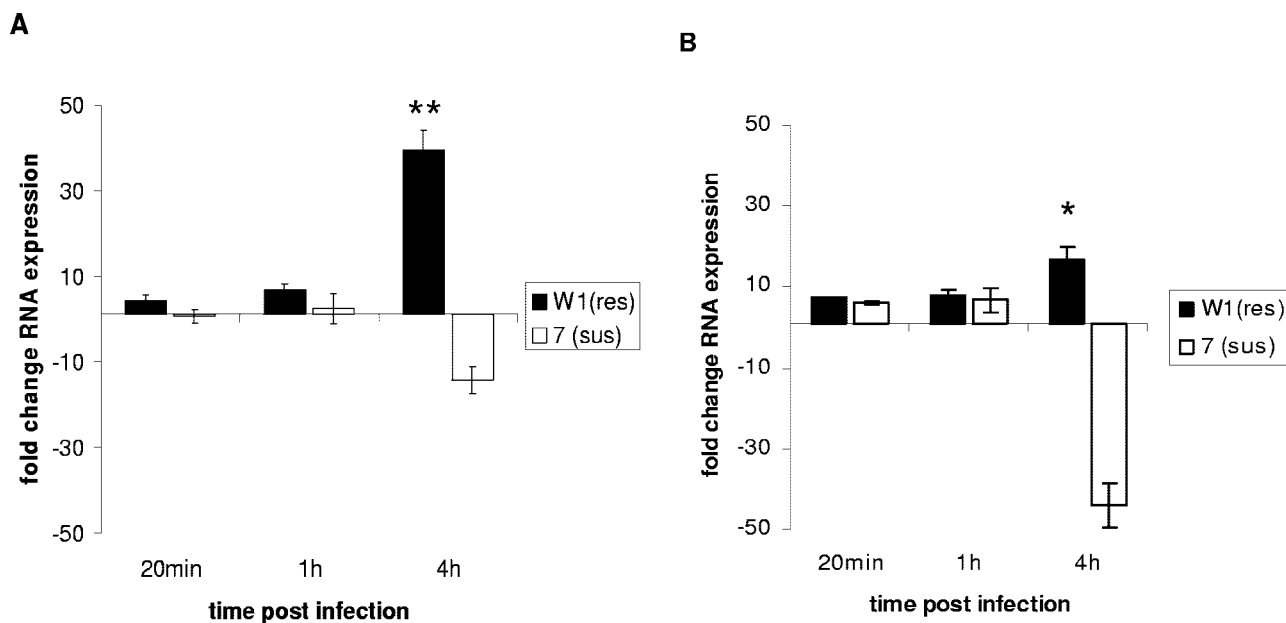 A
fold change RNA expression
50
30
10
-10
-30
-50
**
20min 1h 4h
time post infection
W1(res)
7 (sus)
B
fold change RNA expression
50
30
10
-10
-30
-50
*
20min 1h 4h
time post infection
W1(res)
7 (sus)